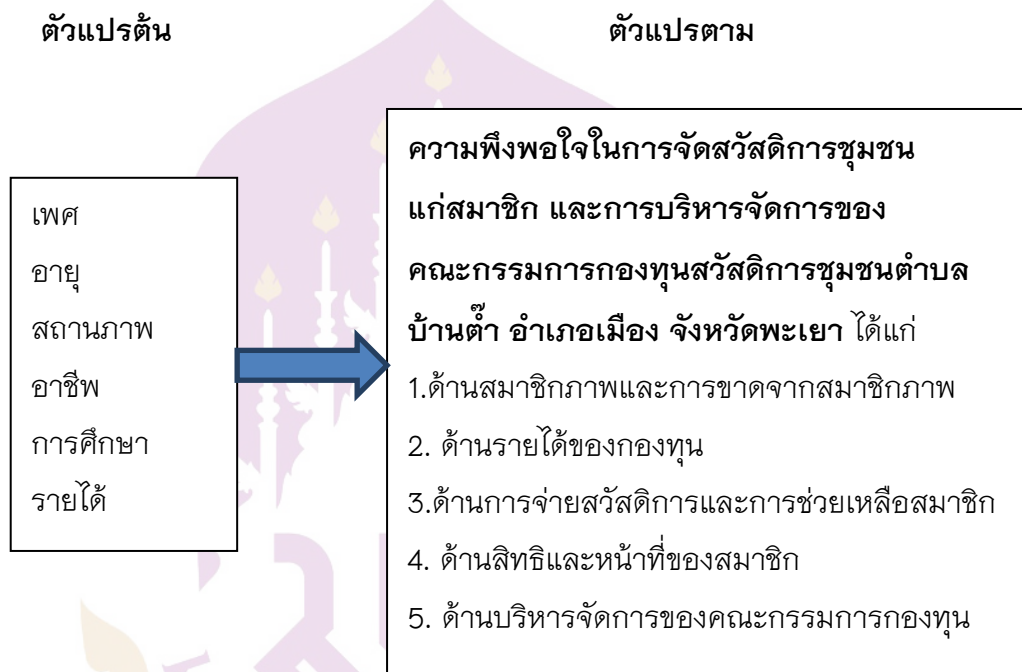 ตัวแปรต้น
ตัวแปรตาม
เพศ
อายุ
สถานภาพ
อาชีพ
การศึกษา
รายได้
ความพึงพอใจในการจัดสวัสดิการชุมชน
แก่สมาชิก และการบริหารจัดการของ
คณะกรรมการกองทุนสวัสดิการชุมชนตำบล
บ้านต๊ำ อำเภอเมือง จังหวัดพะเยา ได้แก่
1.ด้านสมาชิกภาพและการขาดจากสมาชิกภาพ
2. ด้านรายได้ของกองทุน
3.ด้านการจ่ายสวัสดิการและการช่วยเหลือสมาชิก
4. ด้านสิทธิและหน้าที่ของสมาชิก
5. ด้านบริหารจัดการของคณะกรรมการกองทุน